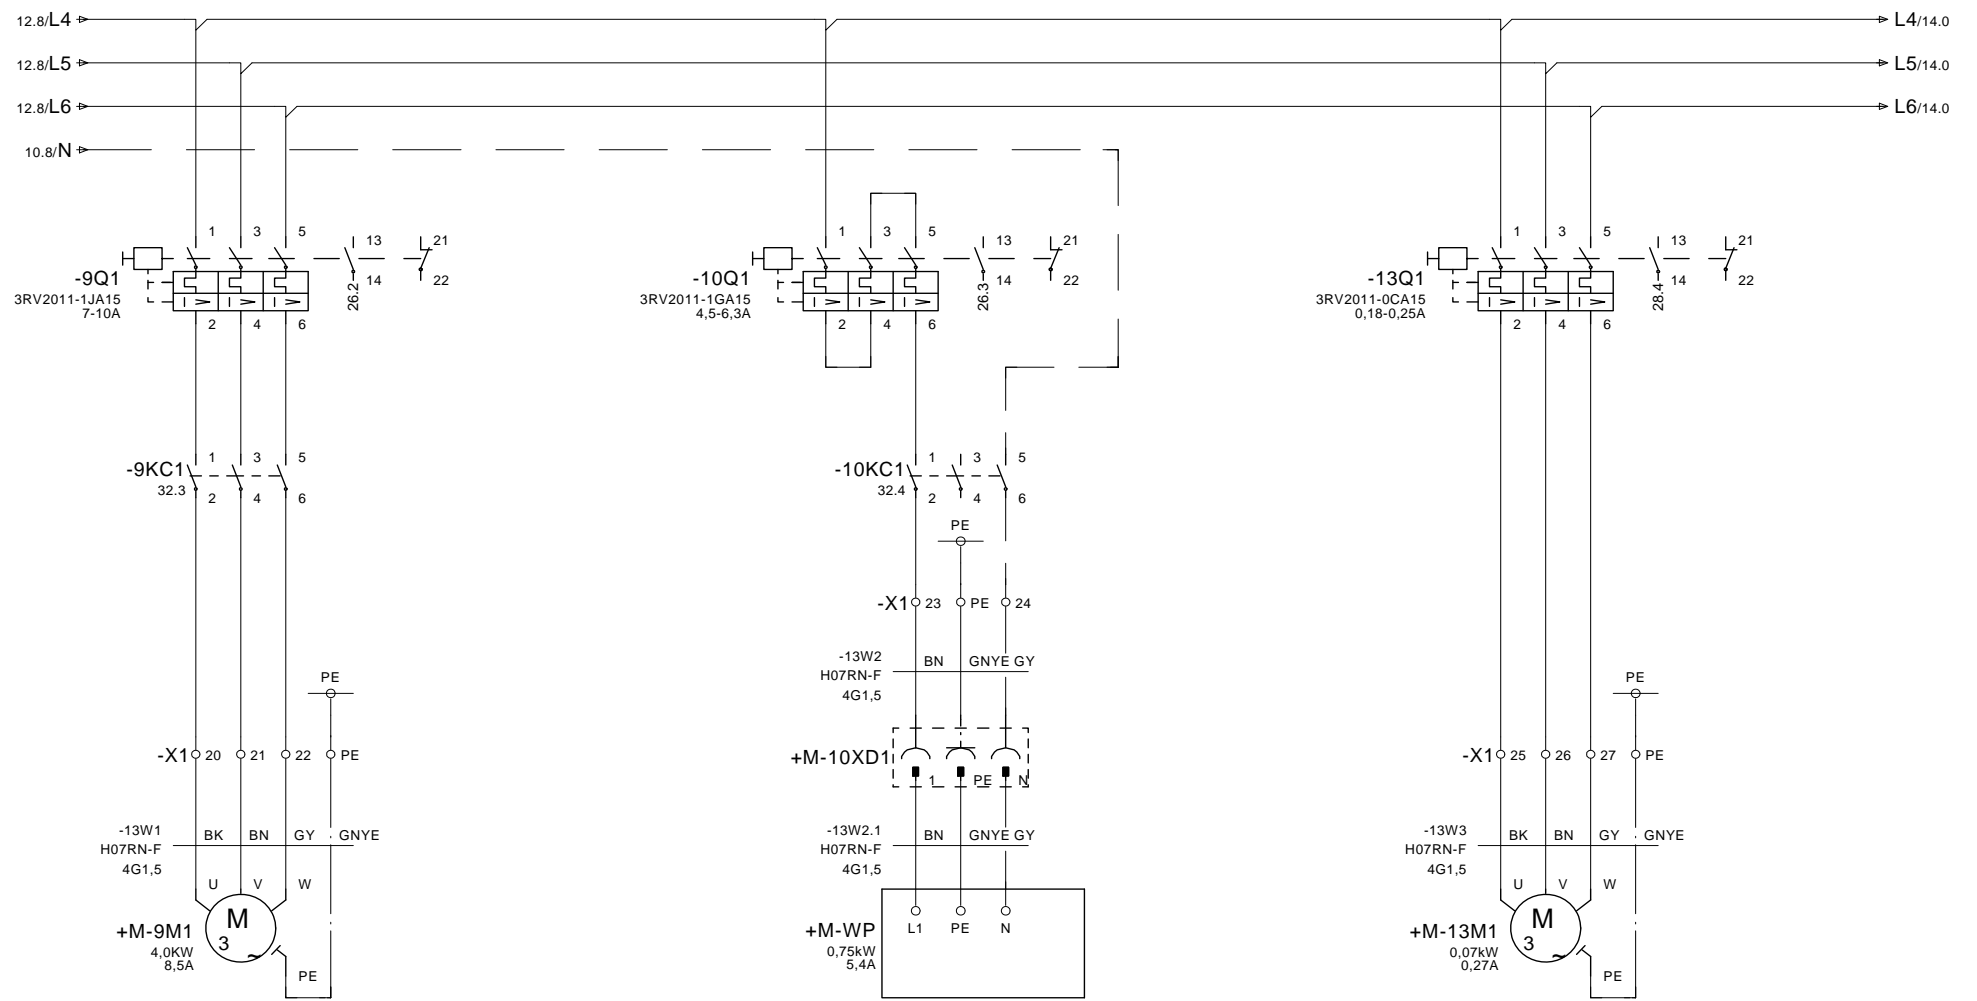 12.8/L4
L4/14.0
12.8/L5
L5/14.0
12.8/L6
L6/14.0
10.8/N
1 3 5 13 21
-9Q1
3RV2011-1JA15
7-10A
14 22
26.2
2 4 6
1 3 5 13 21
-10Q1
3RV2011-1GA15
4,5-6,3A
14 22
26.3
2 4 6
1 3 5 13 21
-13Q1
3RV2011-0CA15
0,18-0,25A
14 22
28.4
2 4 6
1 3 5
-9KC1
32.3
2 4 6
1 3 5
-10KC1
32.4
2 4 6
PE
-X1 23 PE 24
-13W2 BN GNYE GY
H07RN-F
4G1,5
PE
PE
+M-10XD1
1 PE N
-X1 20 21 22 PE
-X1 25 26 27 PE
-13W1 BK BN GY GNYE
H07RN-F
4G1,5
-13W2.1 BN GNYE GY
H07RN-F
4G1,5
-13W3 BK BN GY GNYE
H07RN-F
4G1,5
U V W
M
3
~
+M-9M1
4,0KW
8,5A
PE
L1 PE N
+M-WP
0,75kW
5,4A
U V W
M
3
~
+M-13M1
0,07kW
0,27A
PE